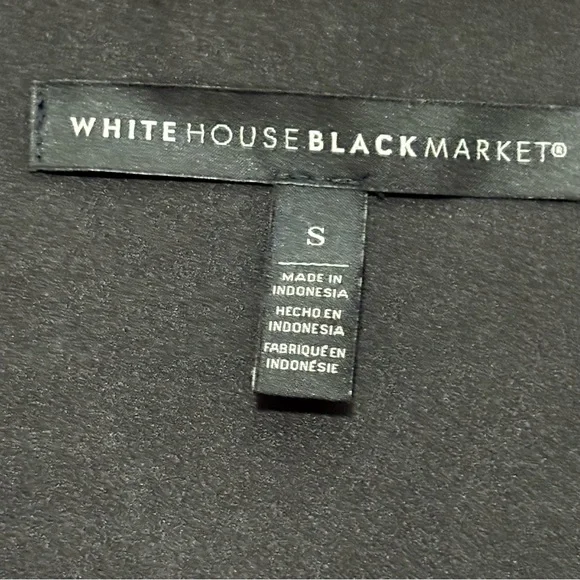 WHITE HOUSE BLACK MARKET®
S
MADE IN
INDONESIA
HECHO EN
INDONESIA
FABRIQUÉ EN
INDONÉSIE